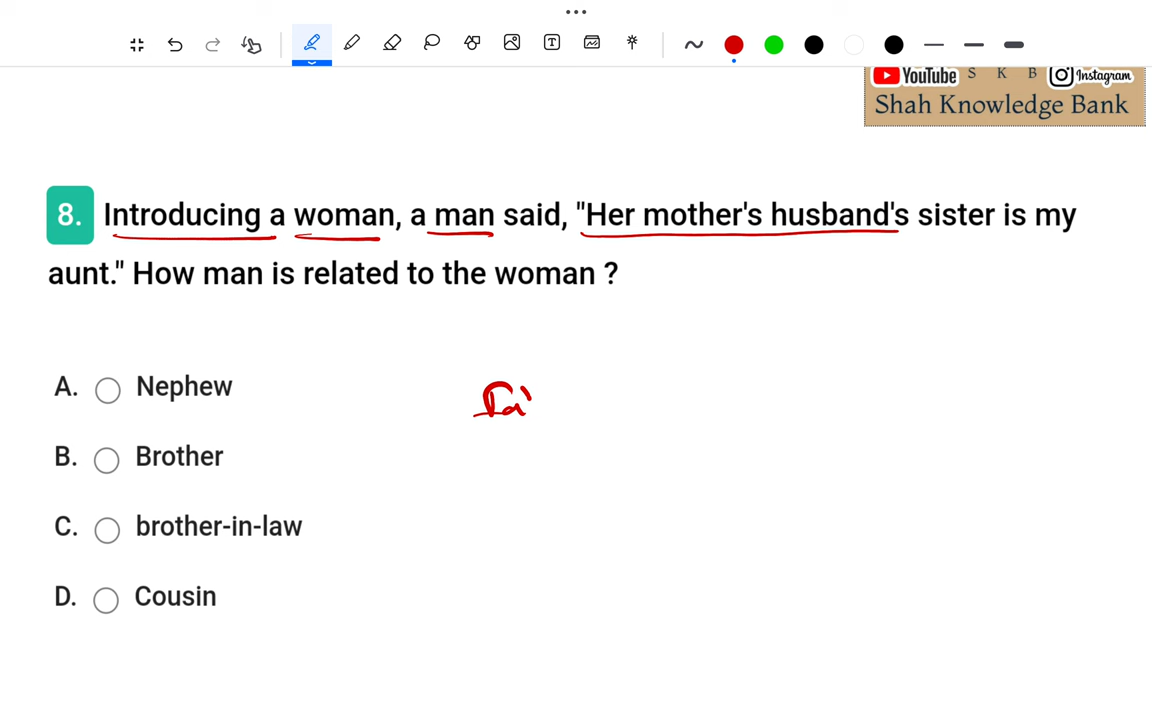 YouTube S K B Instagram
Shah Knowledge Bank
8. Introducing a woman, a man said, "Her mother's husband's sister is my
aunt." How man is related to the woman ?
A. Nephew
B. Brother
C. brother-in-law
D. Cousin